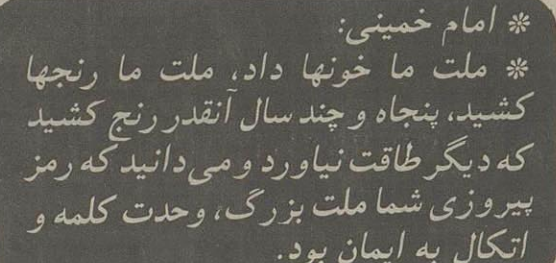 ❊ امام خمینی:
❊ ملت ما خونها داد، ملت ما رنجها
کشید، پنجاه و چند سال آنقدر رنج کشید
که دیگر طاقت نیاورد و می‌دانید که رمز
پیروزی شما ملت بزرگ، وحدت کلمه و
اتکال به ایمان بود.